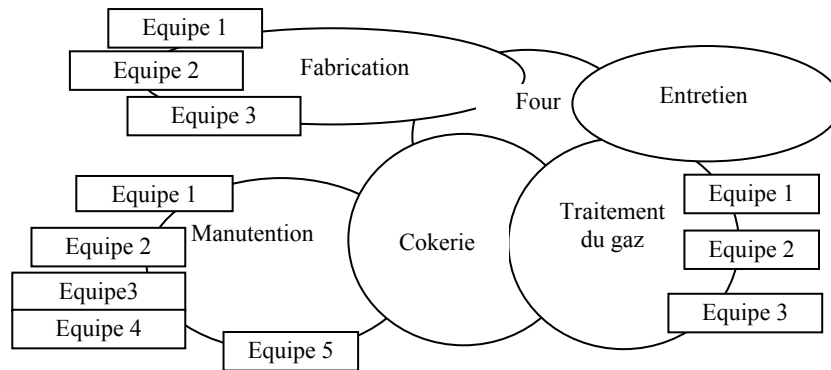 Equipe 1
Equipe 2
Equipe 3
Fabrication
Four
Entretien
Equipe 1
Equipe 2
Equipe3
Equipe 4
Equipe 5
Manutention
Cokerie
Traitement
du gaz
Equipe 1
Equipe 2
Equipe 3